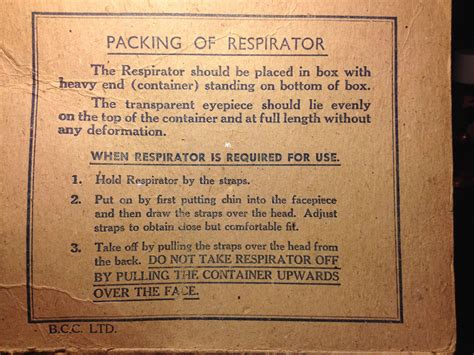 PACKING OF RESPIRATOR
The Respirator should be placed in box with
heavy end (container) standing on bottom of box.
The transparent eyepiece should lie evenly
on the top of the container and at full length without
any deformation.
WHEN RESPIRATOR IS REQUIRED FOR USE.
1. Hold Respirator by the straps.
2. Put on by first putting chin into the facepiece
and then draw the straps over the head. Adjust
straps to obtain close but comfortable fit.
3. Take off by pulling the straps over the head from
the back. DO NOT TAKE RESPIRATOR OFF
BY PULLING THE CONTAINER UPWARDS
OVER THE FACE.
B.C.C. LTD.